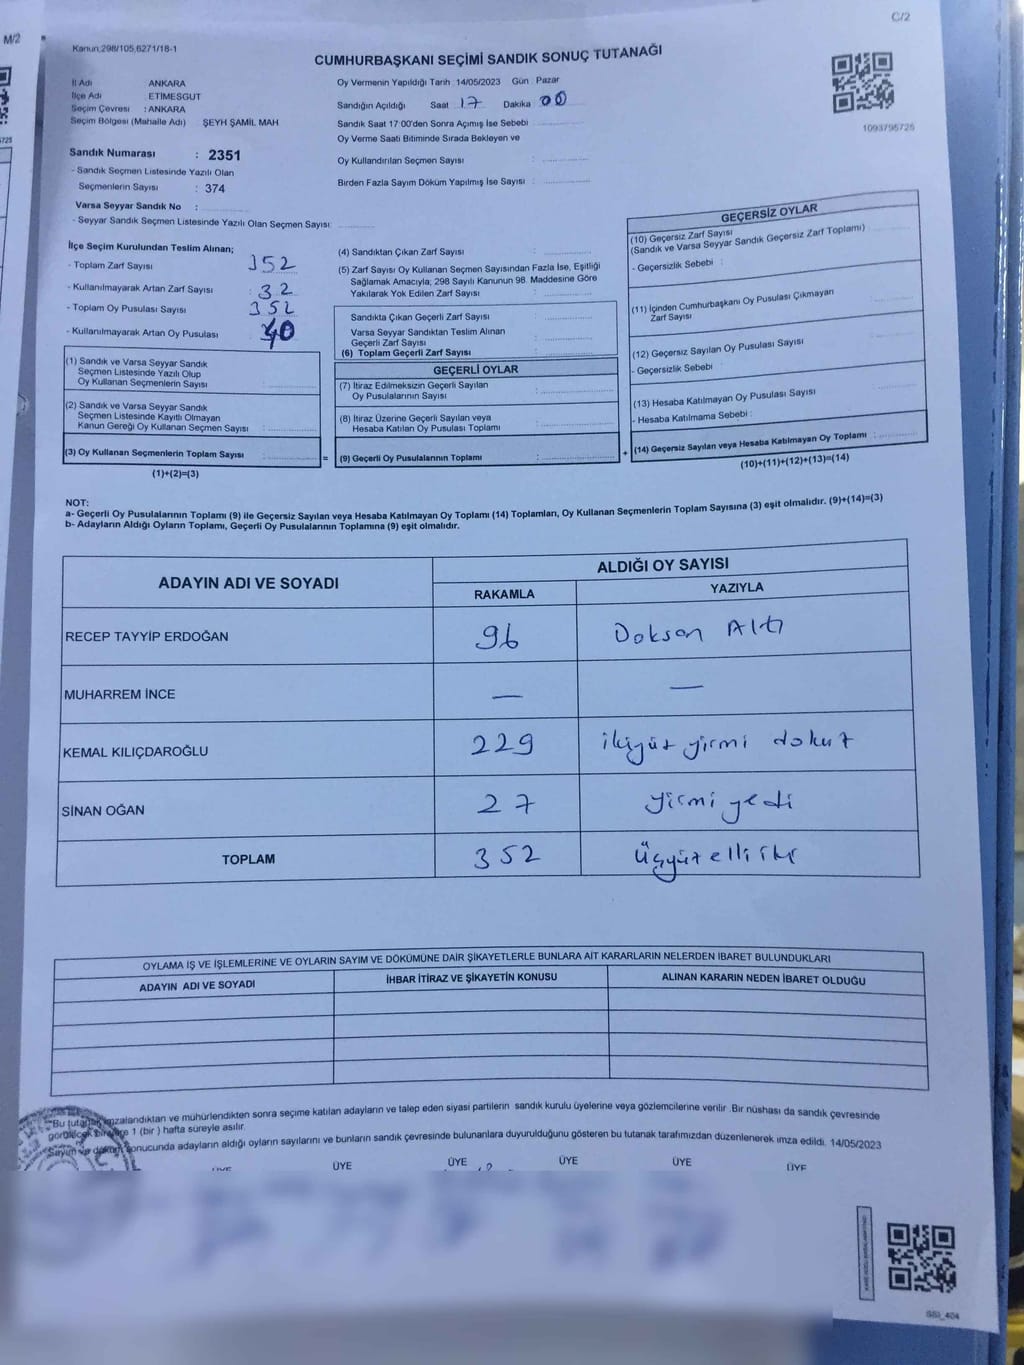 M/2
C/2
Kanun,298/105,6271/18-1
CUMHURBAŞKANI SEÇİMİ SANDIK SONUÇ TUTANAĞI
1093795725
İl Adı ANKARA
İlçe Adı ETİMESGUT
Seçim Çevresi : ANKARA
Seçim Bölgesi (Mahalle Adı) ŞEYH ŞAMİL MAH
Sandık Numarası : 2351
- Sandık Seçmen Listesinde Yazılı Olan
Seçmenlerin Sayısı : 374
Varsa Seyyar Sandık No :
- Seyyar Sandık Seçmen Listesinde Yazılı Olan Seçmen Sayısı:
Oy Vermenin Yapıldığı Tarih 14/05/2023 Gün Pazar
Sandığın Açıldığı Saat 17 Dakika 00
Sandık Saat 17:00'den Sonra Açımış İse Sebebi :
Oy Verme Saati Bitiminde Sırada Bekleyen ve
Oy Kullandırılan Seçmen Sayısı :
Birden Fazla Sayım Döküm Yapılmış İse Sayısı :
İlçe Seçim Kurulundan Teslim Alınan;
- Toplam Zarf Sayısı 352
- Kullanılmayarak Artan Zarf Sayısı : 32
- Toplam Oy Pusulası Sayısı 352
- Kullanılmayarak Artan Oy Pusulası 40
(1) Sandık ve Varsa Seyyar Sandık
Seçmen Listesinde Yazılı Olup
Oy Kullanan Seçmenlerin Sayısı :
(2) Sandık ve Varsa Seyyar Sandık
Seçmen Listesinde Kayıtlı Olmayan
Kanun Gereği Oy Kullanan Seçmen Sayısı :
(3) Oy Kullanan Seçmenlerin Toplam Sayısı :
(1)+(2)=(3)
(4) Sandıktan Çıkan Zarf Sayısı :
(5) Zarf Sayısı Oy Kullanan Seçmen Sayısından Fazla İse, Eşitliği
Sağlamak Amacıyla; 298 Sayılı Kanunun 98. Maddesine Göre
Yakılarak Yok Edilen Zarf Sayısı :
Sandıkta Çıkan Geçerli Zarf Sayısı :
Varsa Seyyar Sandıktan Teslim Alınan
Geçerli Zarf Sayısı :
(6) Toplam Geçerli Zarf Sayısı :
GEÇERLİ OYLAR
(7) İtiraz Edilmeksizin Geçerli Sayılan
Oy Pusulalarının Sayısı :
(8) İtiraz Üzerine Geçerli Sayılan veya
Hesaba Katılan Oy Pusulası Toplamı :
= (9) Geçerli Oy Pusulalarının Toplamı :
GEÇERSİZ OYLAR
(10) Geçersiz Zarf Sayısı
(Sandık ve Varsa Seyyar Sandık Geçersiz Zarf Toplamı)
- Geçersizlik Sebebi :
(11) İçinden Cumhurbaşkanı Oy Pusulası Çıkmayan
Zarf Sayısı :
(12) Geçersiz Sayılan Oy Pusulası Sayısı
- Geçersizlik Sebebi :
(13) Hesaba Katılmayan Oy Pusulası Sayısı
- Hesaba Katılmama Sebebi :
+ (14) Geçersiz Sayılan veya Hesaba Katılmayan Oy Toplamı :
(10)+(11)+(12)+(13)=(14)
NOT:
a- Geçerli Oy Pusulalarının Toplamı (9) ile Geçersiz Sayılan veya Hesaba Katılmayan Oy Toplamı (14) Toplamları, Oy Kullanan Seçmenlerin Toplam Sayısına (3) eşit olmalıdır. (9)+(14)=(3)
b- Adayların Aldığı Oyların Toplamı, Geçerli Oy Pusulalarının Toplamına (9) eşit olmalıdır.
ADAYIN ADI VE SOYADI
ALDIĞI OY SAYISI
RAKAMLA YAZIYLA
RECEP TAYYİP ERDOĞAN 96 Doksan Altı
MUHARREM İNCE — —
KEMAL KILIÇDAROĞLU 229 ikiyüz yirmi dokuz
SİNAN OĞAN 27 yirmi yedi
TOPLAM 352 Üçyüz elli iki
OYLAMA İŞ VE İŞLEMLERİNE VE OYLARIN SAYIM VE DÖKÜMÜNE DAİR ŞİKAYETLERLE BUNLARA AİT KARARLARIN NELERDEN İBARET BULUNDUKLARI
ADAYIN ADI VE SOYADI İHBAR İTİRAZ VE ŞİKAYETİN KONUSU ALINAN KARARIN NEDEN İBARET OLDUĞU
"Bu tutanak imzalandıktan ve mühürlendikten sonra seçime katılan adayların ve talep eden siyasi partilerin sandık kurulu üyelerine veya gözlemcilerine verilir .Bir nüshası da sandık çevresinde
görülecek bir yere 1 (bir ) hafta süreyle asılır.
Sayım ve döküm sonucunda adayların aldığı oyların sayılarını ve bunların sandık çevresinde bulunanlara duyurulduğunu gösteren bu tutanak tarafımızdan düzenlenerek imza edildi. 14/05/2023
ÜYE ÜYE ÜYE ÜYE ÜYE ÜYE
SSI_404